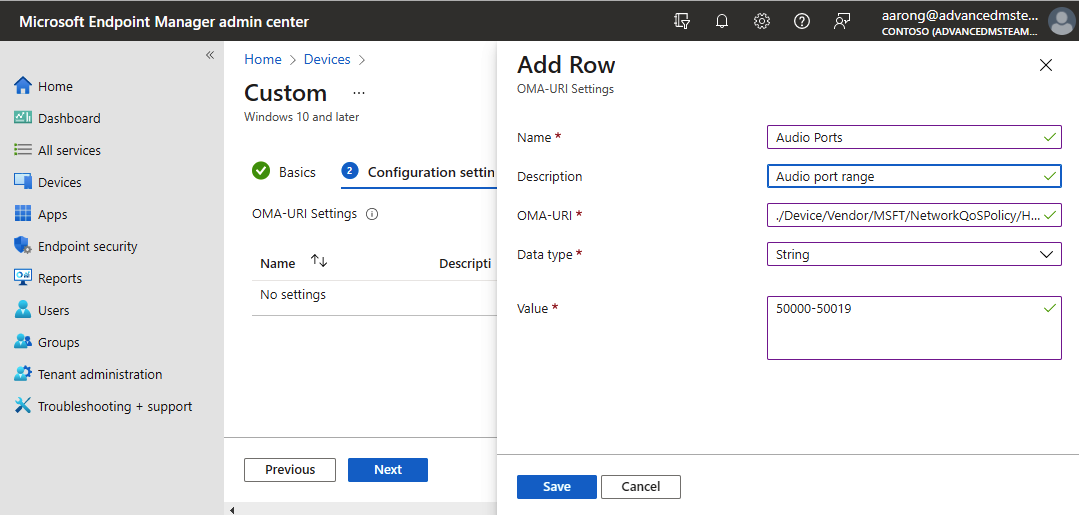 Microsoft Endpoint Manager admin center
aarong@advancedmste...
CONTOSO (ADVANCEDMSTEAM...
«
Home
Dashboard
All services
Devices
Apps
Endpoint security
Reports
Users
Groups
Tenant administration
Troubleshooting + support
Home > Devices >
Custom ...
Windows 10 and later
Basics
2 Configuration settin
OMA-URI Settings
Name ↑↓ Descripti
No settings
Previous Next
Add Row
OMA-URI Settings
Name * Audio Ports
Description Audio port range
OMA-URI * ./Device/Vendor/MSFT/NetworkQoSPolicy/H...
Data type * String
Value * 50000-50019
Save Cancel